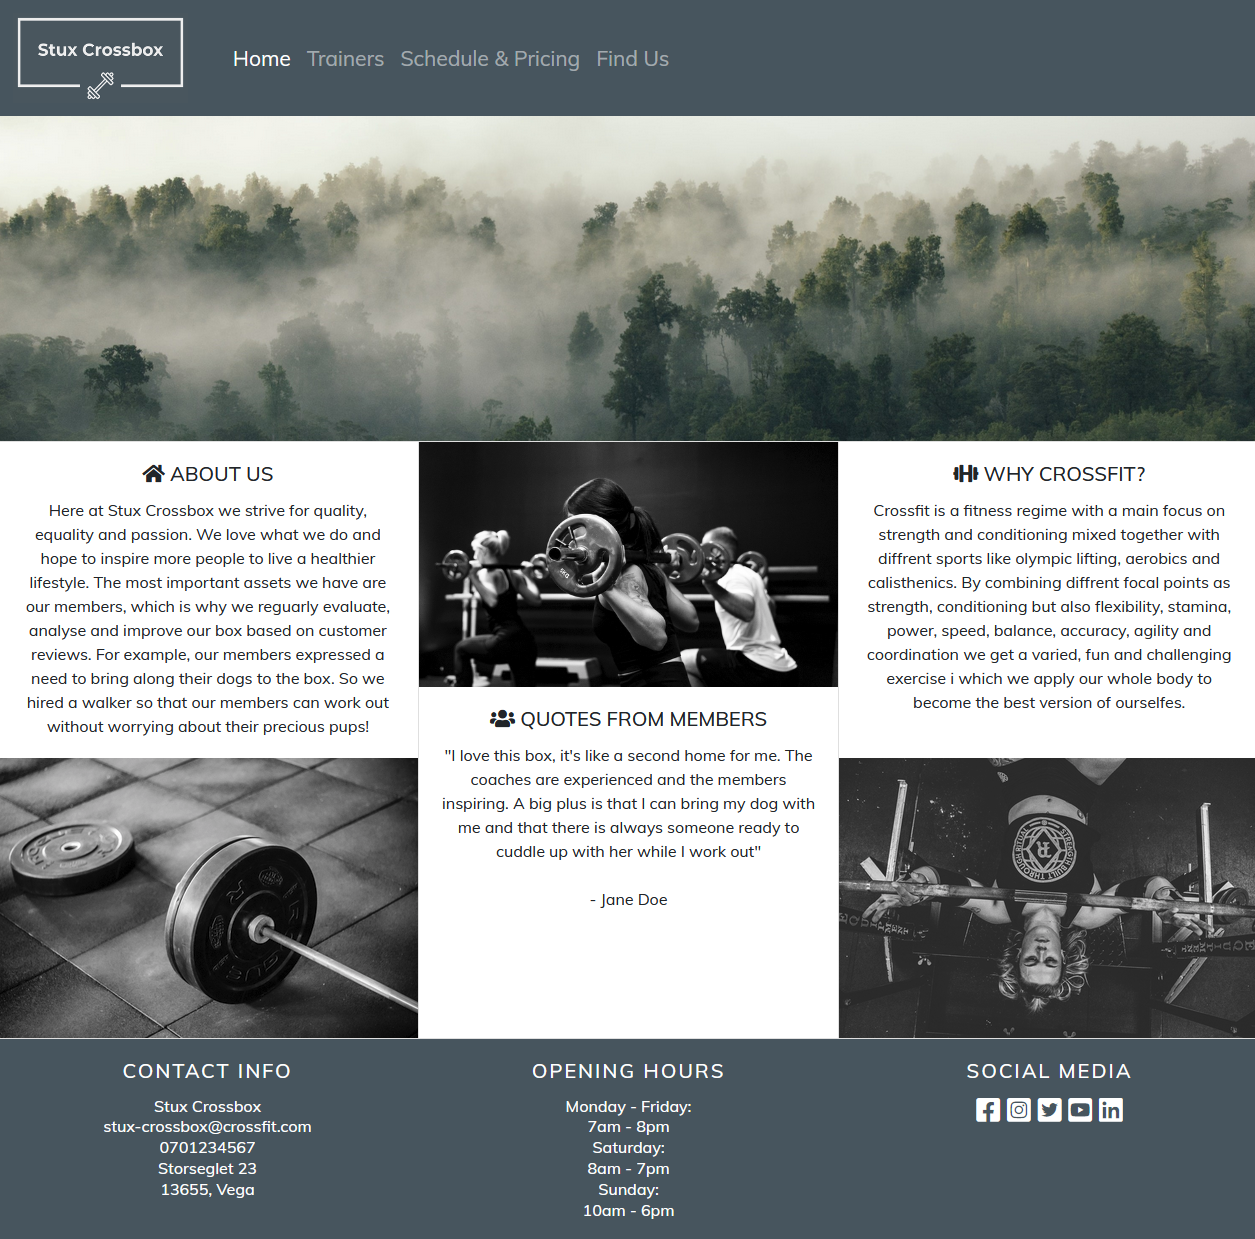 Stux Crossbox
Home Trainers Schedule & Pricing Find Us
ABOUT US
Here at Stux Crossbox we strive for quality,
equality and passion. We love what we do and
hope to inspire more people to live a healthier
lifestyle. The most important assets we have are
our members, which is why we reguarly evaluate,
analyse and improve our box based on customer
reviews. For example, our members expressed a
need to bring along their dogs to the box. So we
hired a walker so that our members can work out
without worrying about their precious pups!
5KG
QUOTES FROM MEMBERS
"I love this box, it's like a second home for me. The
coaches are experienced and the members
inspiring. A big plus is that I can bring my dog with
me and that there is always someone ready to
cuddle up with her while I work out"
- Jane Doe
WHY CROSSFIT?
Crossfit is a fitness regime with a main focus on
strength and conditioning mixed together with
diffrent sports like olympic lifting, aerobics and
calisthenics. By combining diffrent focal points as
strength, conditioning but also flexibility, stamina,
power, speed, balance, accuracy, agility and
coordination we get a varied, fun and challenging
exercise i which we apply our whole body to
become the best version of ourselfes.
STRENGTH BUILT THROUGH RITUAL
R
CONTACT INFO
Stux Crossbox
stux-crossbox@crossfit.com
0701234567
Storseglet 23
13655, Vega
OPENING HOURS
Monday - Friday:
7am - 8pm
Saturday:
8am - 7pm
Sunday:
10am - 6pm
SOCIAL MEDIA